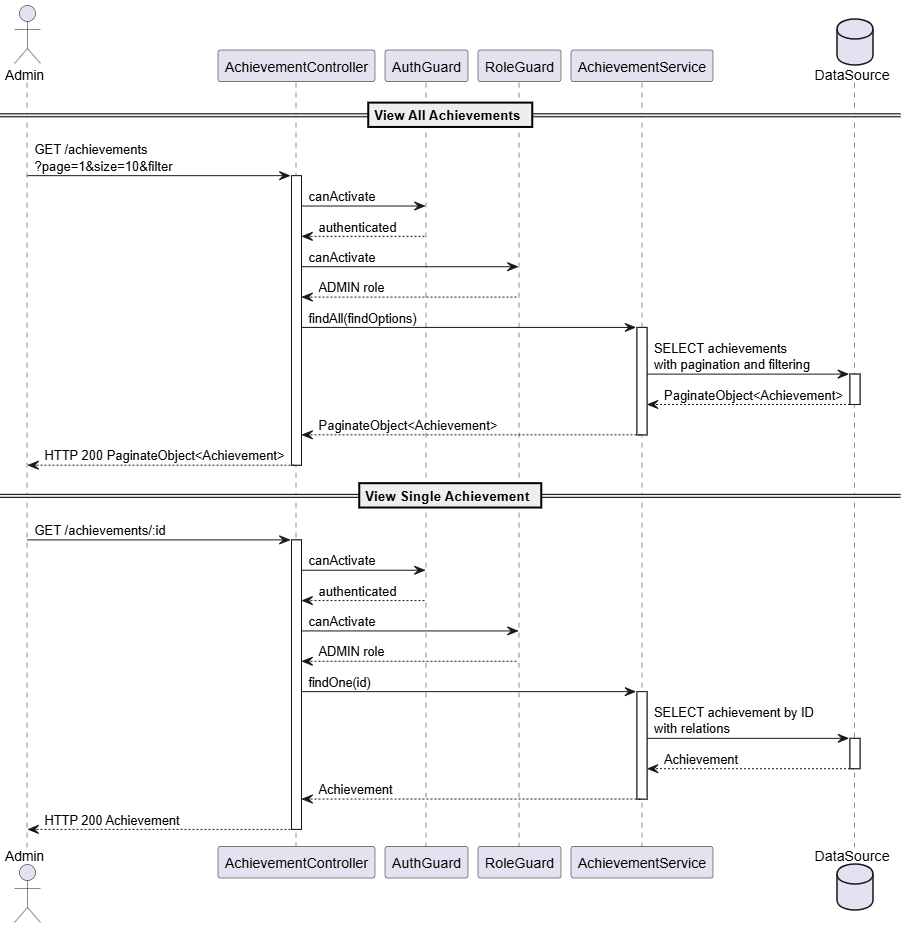 Admin
AchievementController
AuthGuard
RoleGuard
AchievementService
DataSource
View All Achievements
GET /achievements
?page=1&size=10&filter
canActivate
authenticated
canActivate
ADMIN role
findAll(findOptions)
SELECT achievements
with pagination and filtering
PaginateObject<Achievement>
PaginateObject<Achievement>
HTTP 200 PaginateObject<Achievement>
View Single Achievement
GET /achievements/:id
canActivate
authenticated
canActivate
ADMIN role
findOne(id)
SELECT achievement by ID
with relations
Achievement
Achievement
HTTP 200 Achievement
Admin
AchievementController
AuthGuard
RoleGuard
AchievementService
DataSource